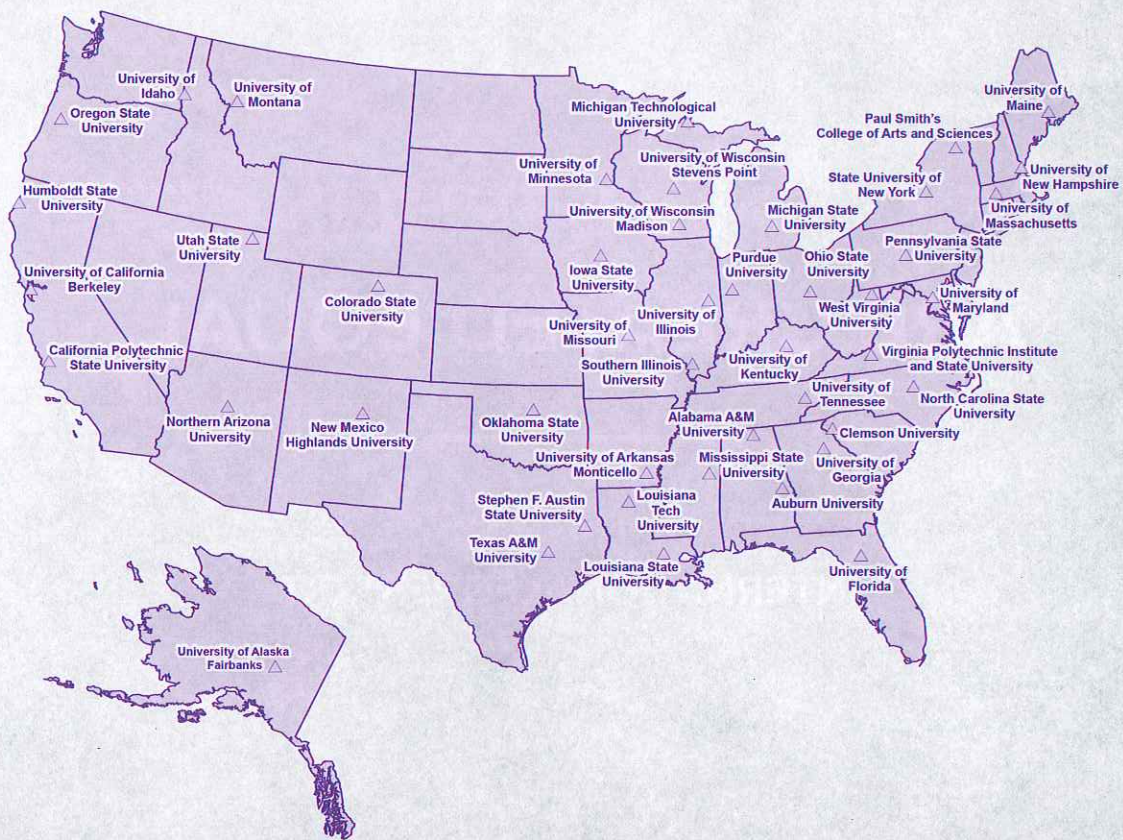 University of
Idaho
University of
Montana
Oregon State
University
Humboldt State
University
Utah State
University
University of California
Berkeley
California Polytechnic
State University
Colorado State
University
Northern Arizona
University
New Mexico
Highlands University
Michigan Technological
University
University of
Minnesota
University of Wisconsin
Stevens Point
University of Wisconsin
Madison
Michigan State
University
Iowa State
University
Purdue
University
Ohio State
University
University of
Illinois
University of
Missouri
Southern Illinois
University
University of
Kentucky
West Virginia
University
University of
Maine
Paul Smith's
College of Arts and Sciences
State University of
New York
University of
New Hampshire
University of
Massachusetts
Pennsylvania State
University
University of
Maryland
Virginia Polytechnic Institute
and State University
University of
Tennessee
North Carolina State
University
Clemson University
University of
Georgia
Alabama A&M
University
Mississippi State
University
Auburn University
Oklahoma State
University
University of Arkansas
Monticello
Stephen F. Austin
State University
Louisiana
Tech
University
Texas A&M
University
Louisiana State
University
University of
Florida
University of Alaska
Fairbanks